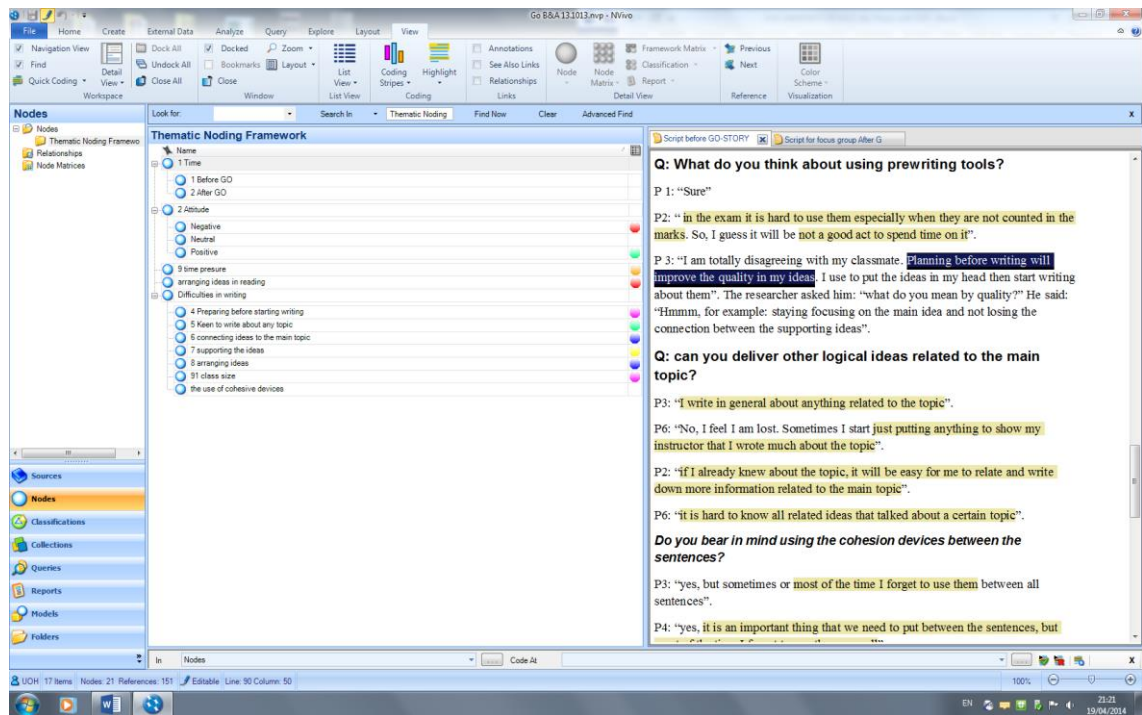 Go B&A 13.1013.nvp - NVivo
File Home Create External Data Analyze Query Explore Layout View
Navigation View
Find
Quick Coding
Detail View
Workspace
Dock All
Undock All
Close All
Docked
Bookmarks
Close
Zoom
Layout
Window
List View
List View
Coding Stripes
Highlight
Coding
Annotations
See Also Links
Relationships
Links
Node
Node Matrix
Framework Matrix
Classification
Report
Detail View
Previous
Next
Reference
Color Scheme
Visualization
Nodes
Look for: Search In Thematic Noding Find Now Clear Advanced Find x
Nodes
Thematic Noding Framewo
Relationships
Node Matrices
Thematic Noding Framework
Name
1 Time
1 Before GO
2 After GO
2 Attitude
Negative
Neutral
Positive
9 time presure
arranging ideas in reading
Difficulties in writing
4 Preparing before starting writing
5 Keen to write about any topic
6 connecting ideas to the main topic
7 supporting the ideas
8 arranging ideas
91 class size
the use of cohesive devices
Script before GO-STORY
Script for focus group After G
Q: What do you think about using prewriting tools?
P 1: “Sure”
P2: “ in the exam it is hard to use them especially when they are not counted in the
marks. So, I guess it will be not a good act to spend time on it”.
P 3: “I am totally disagreeing with my classmate. Planning before writing will
improve the quality in my ideas. I use to put the ideas in my head then start writing
about them”. The researcher asked him: “what do you mean by quality?” He said:
“Hmmm, for example: staying focusing on the main idea and not losing the
connection between the supporting ideas”.
Q: can you deliver other logical ideas related to the main
topic?
P3: “I write in general about anything related to the topic”.
P6: “No, I feel I am lost. Sometimes I start just putting anything to show my
instructor that I wrote much about the topic”.
P2: “if I already knew about the topic, it will be easy for me to relate and write
down more information related to the main topic”.
P6: “it is hard to know all related ideas that talked about a certain topic”.
Do you bear in mind using the cohesion devices between the
sentences?
P3: “yes, but sometimes or most of the time I forget to use them between all
sentences”.
P4: “yes, it is an important thing that we need to put between the sentences, but
Sources
Nodes
Classifications
Collections
Queries
Reports
Models
Folders
In Nodes Code At x
UOH 17 Items Nodes: 21 References: 151 Editable Line: 90 Column: 50 100%
EN 21:21
19/04/2014